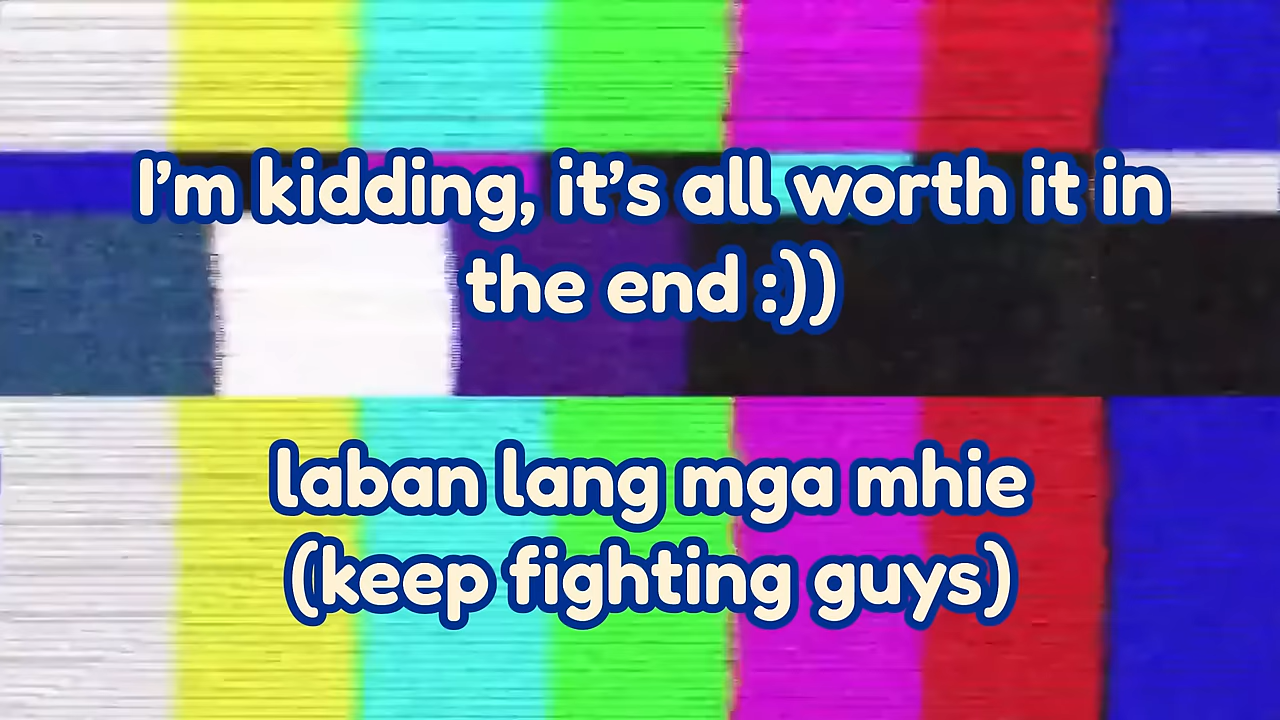 I’m kidding, it’s all worth it in
the end :))
laban lang mga mhie
(keep fighting guys)